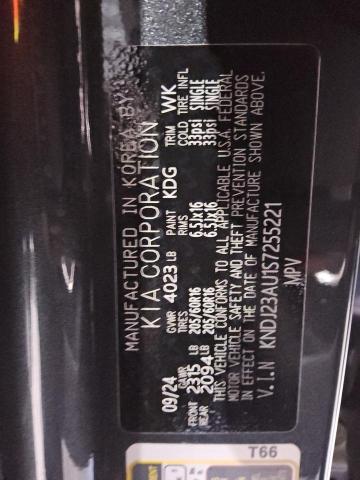 MANUFACTURED IN KOREA BY
KIA CORPORATION
09/24 GVWR 4023 LB PAINT KDG TRIM WK
GAWR TIRES RIMS COLD TIRE INFL
FRONT 2315 LB 205/60R16 6.5Jx16 33psi SINGLE
REAR 2094 LB 205/60R16 6.5Jx16 33psi SINGLE
THIS VEHICLE CONFORMS TO ALL APPLICABLE U.S.A. FEDERAL
MOTOR VEHICLE SAFETY AND THEFT PREVENTION STANDARDS
IN EFFECT ON THE DATE OF MANUFACTURE SHOWN ABOVE.
V.I.N KNDJ23AU1S7255221
MPV
T66